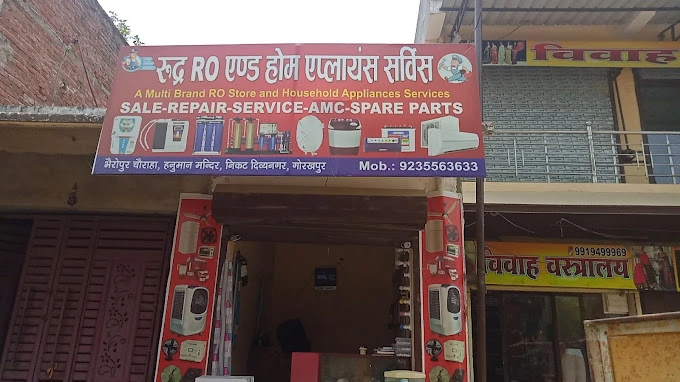 रूद्र RO एण्ड होम एप्लायंस सर्विस
A Multi Brand RO Store and Household Appliances Services
SALE-REPAIR-SERVICE-AMC-SPARE PARTS
भैरोपुर चौराहा, हनुमान मन्दिर, निकट दिव्यनगर, गोरखपुर
Mob.: 9235563633
विवाह
9919499969
विवाह वस्त्रालय